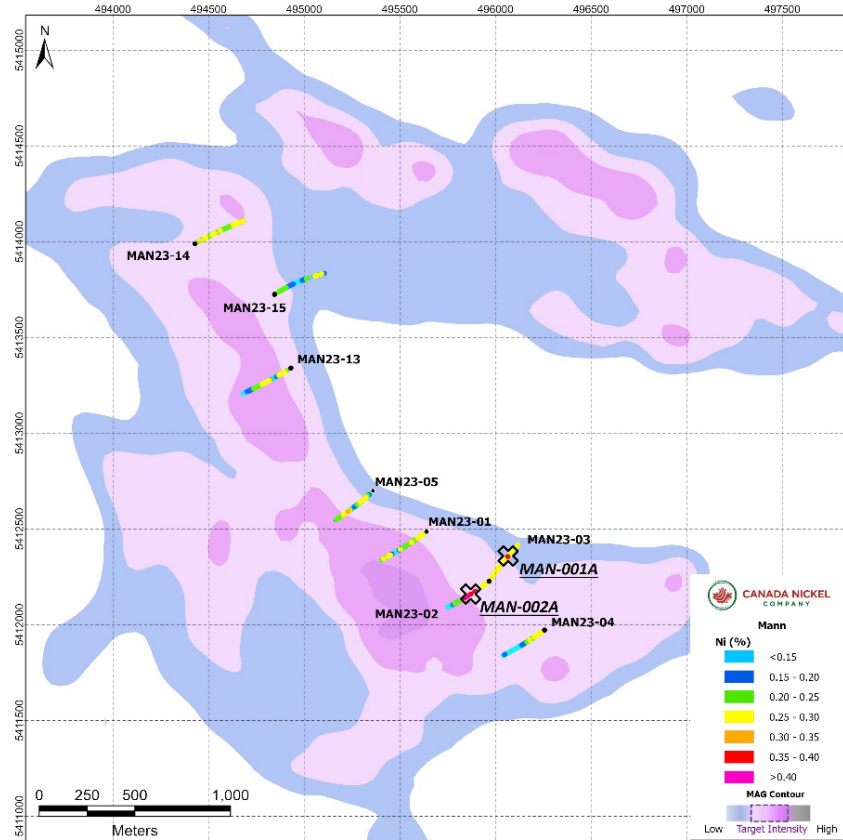 494000 494500 495000 495500 496000 496500 497000 497500
N
5415000
5414500
5414000
5413500
5413000
5412500
5412000
5411500
5411000
MAN23-14
MAN23-15
MAN23-13
MAN23-05
MAN23-01
MAN23-03
MAN-001A
MAN23-02
MAN-002A
MAN23-04
0 250 500 1,000
Meters
CANADA NICKEL
COMPANY
Mann
Ni (%)
<0.15
0.15 - 0.20
0.20 - 0.25
0.25 - 0.30
0.30 - 0.35
0.35 - 0.40
>0.40
MAG Contour
Low Target Intensity High